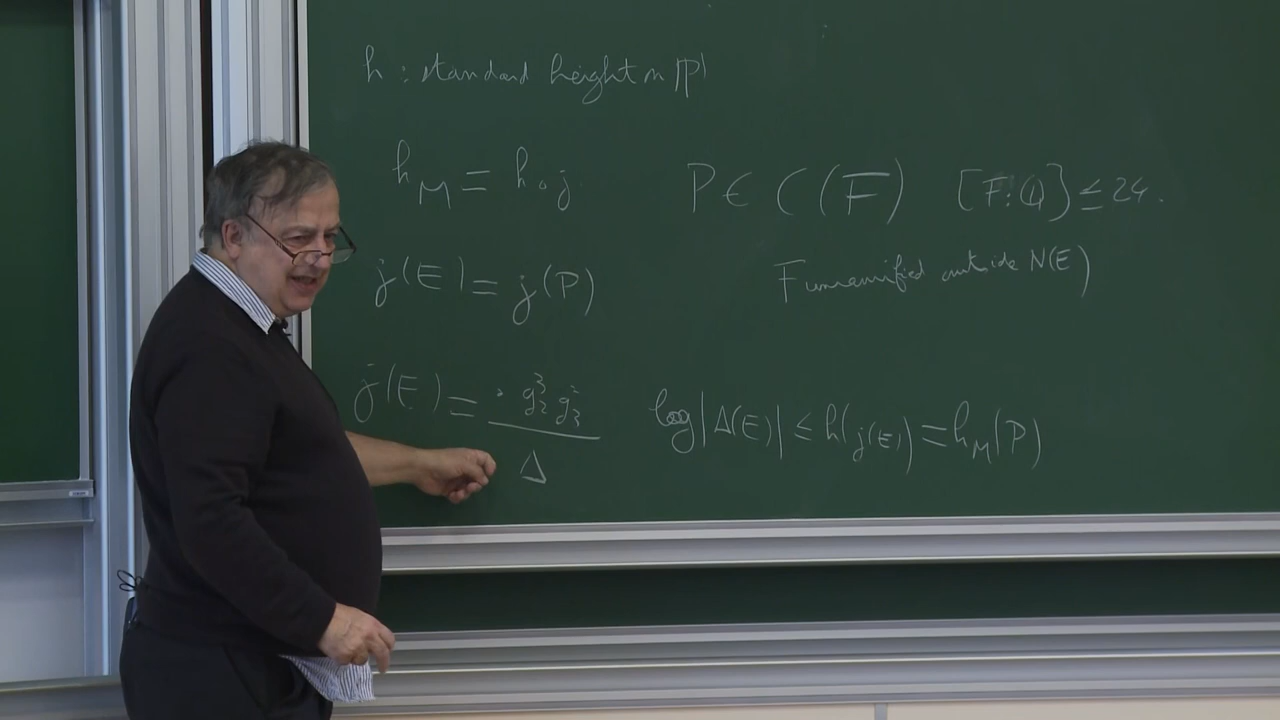 h : standard height on P¹
h_M = h∘j
P ∈ C(F) [F:Q] ≤ 24.
j(E) = j(P)
F unramified outside N(E)
j(E) = g₂³ g₃² / Δ
log|Δ(E)| ≤ h(j(E)) = h_M(P)